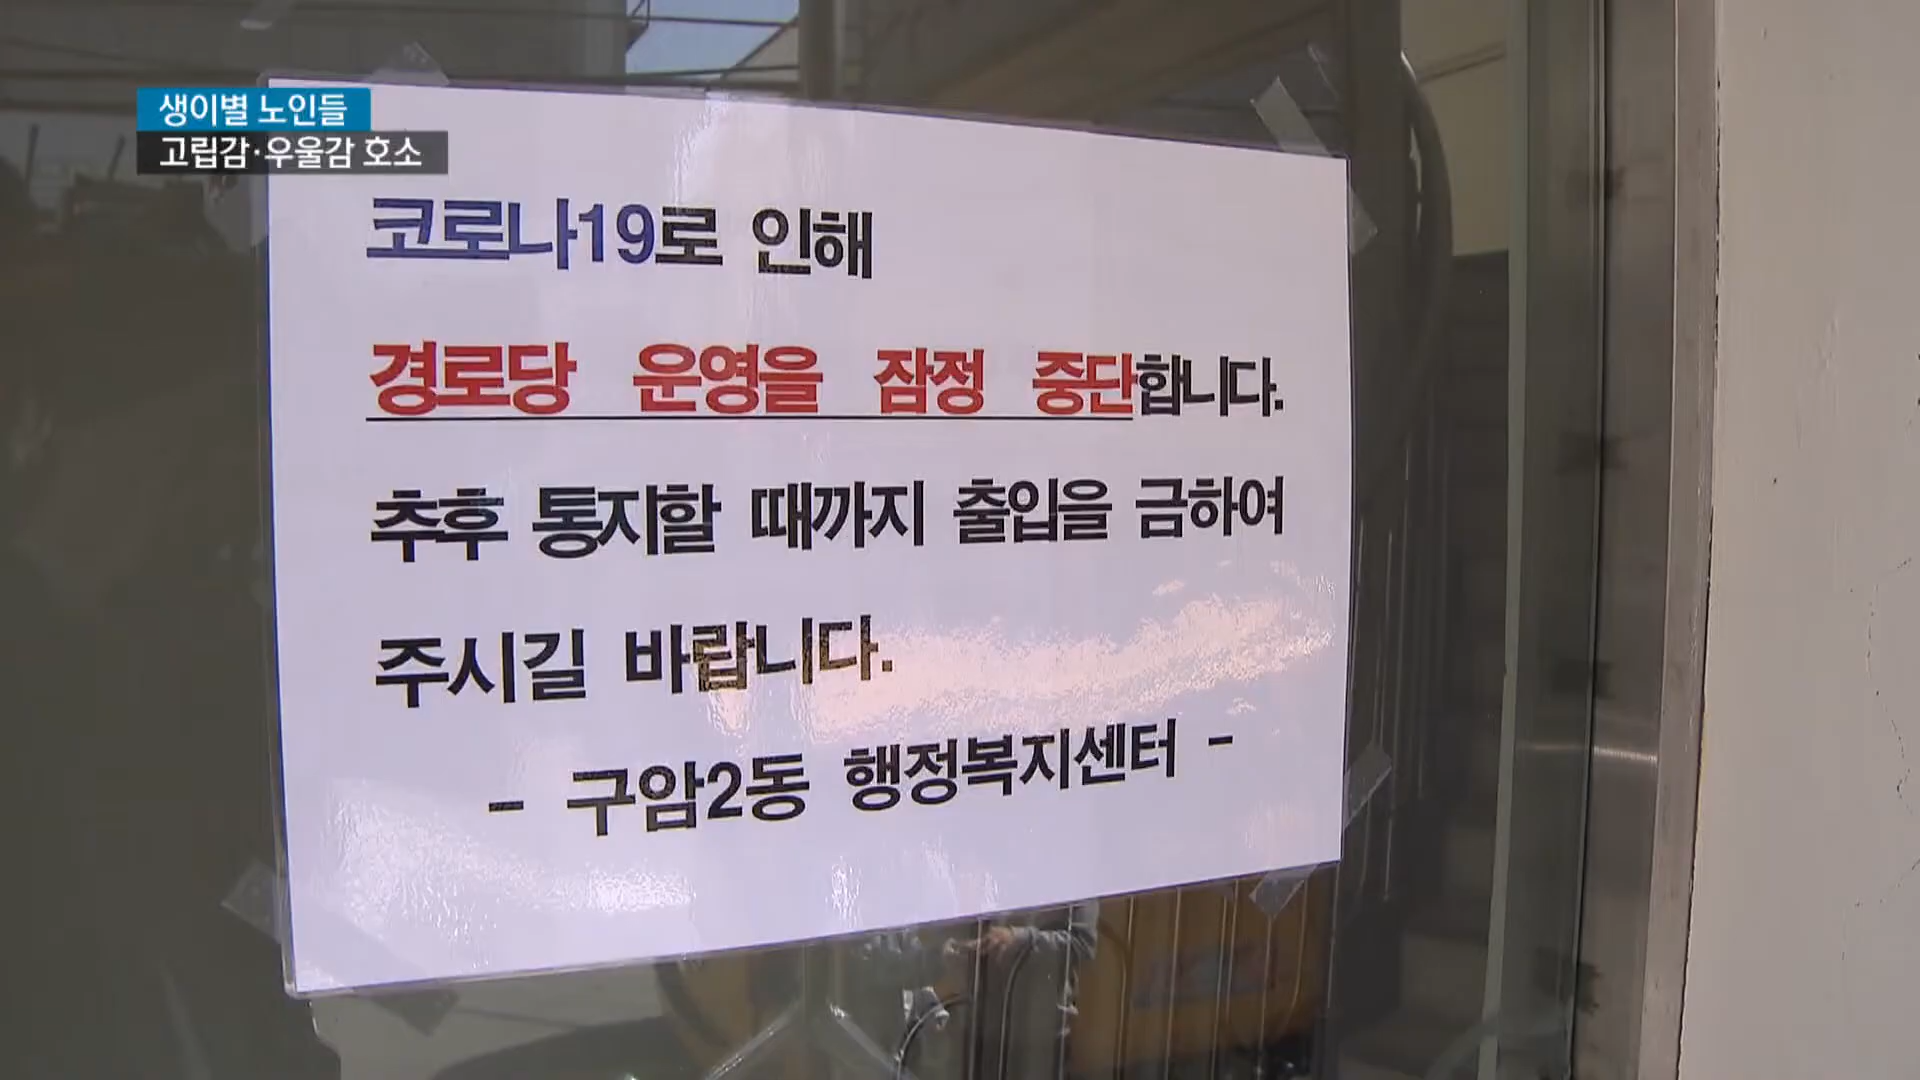 생이별 노인들
고립감·우울감 호소
코로나19로 인해
경로당 운영을 잠정 중단합니다.
추후 통지할 때까지 출입을 금하여
주시길 바랍니다.
- 구암2동 행정복지센터 -